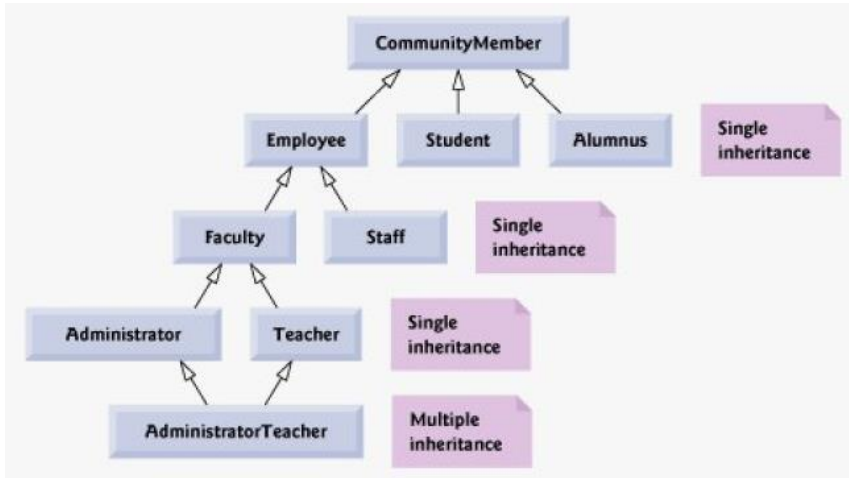 CommunityMember
Employee
Student
Alumnus
Single
inheritance
Faculty
Staff
Single
inheritance
Administrator
Teacher
Single
inheritance
AdministratorTeacher
Multiple
inheritance